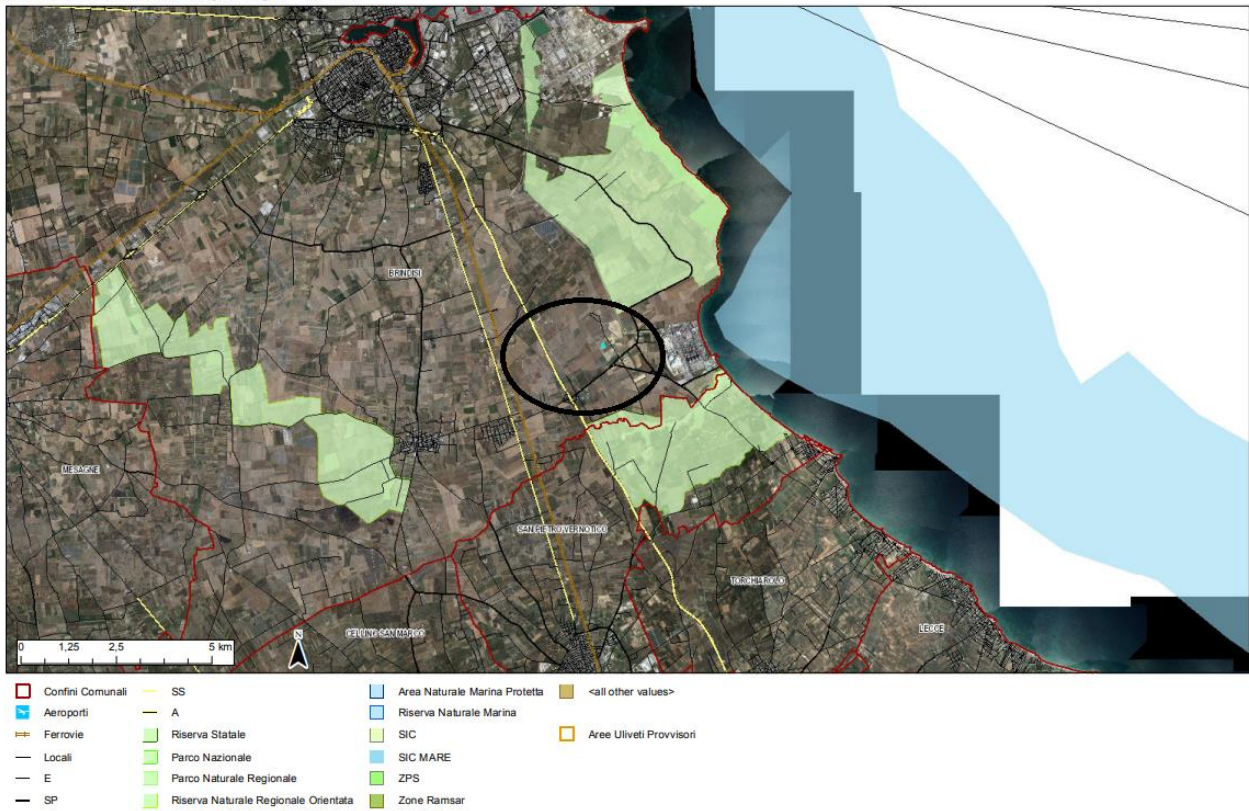 BRINDISI
MESAGNE
SAN PIETRO VERNOTICO
TORCHIAROLO
CELLINO SAN MARCO
LECCE
0 1,25 2,5 5 km
N
Confini Comunali
Aeroporti
Ferrovie
Locali
E
SP
SS
A
Riserva Statale
Parco Nazionale
Parco Naturale Regionale
Riserva Naturale Regionale Orientata
Area Naturale Marina Protetta
Riserva Naturale Marina
SIC
SIC MARE
ZPS
Zone Ramsar
<all other values>
Aree Uliveti Provvisori